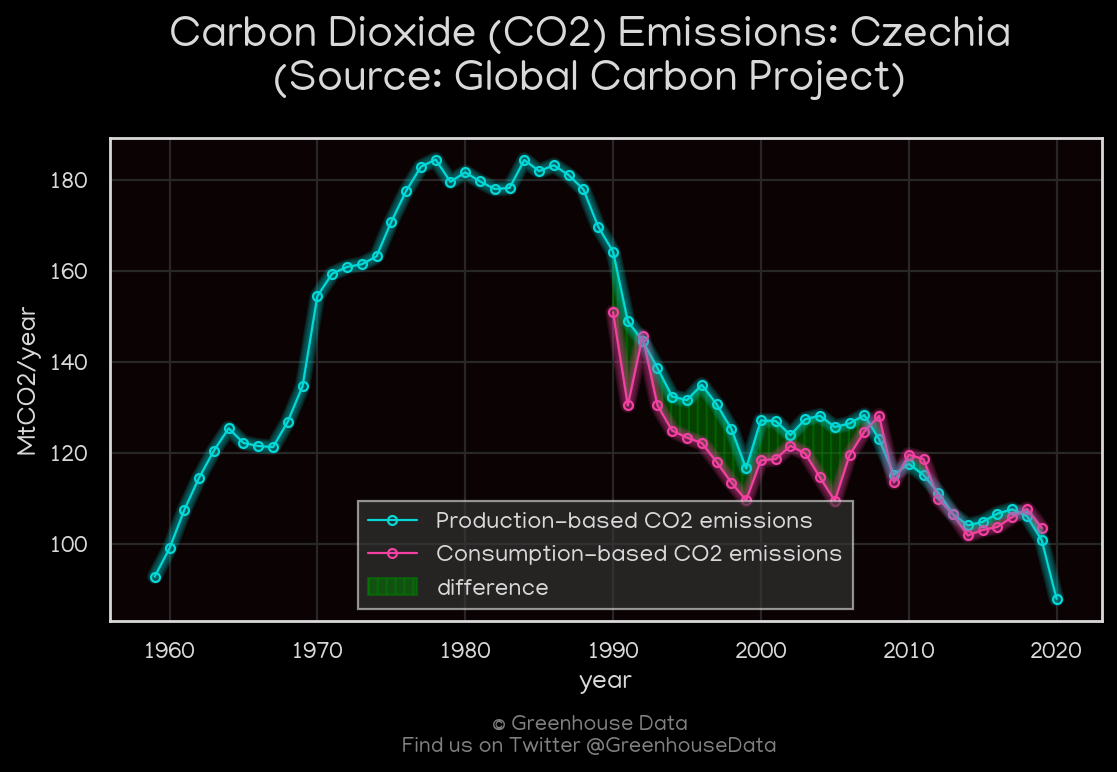 Carbon Dioxide (CO2) Emissions: Czechia
(Source: Global Carbon Project)
180
160
140
120
100
MtCO2/year
Production-based CO2 emissions
Consumption-based CO2 emissions
difference
1960 1970 1980 1990 2000 2010 2020
year
© Greenhouse Data
Find us on Twitter @GreenhouseData